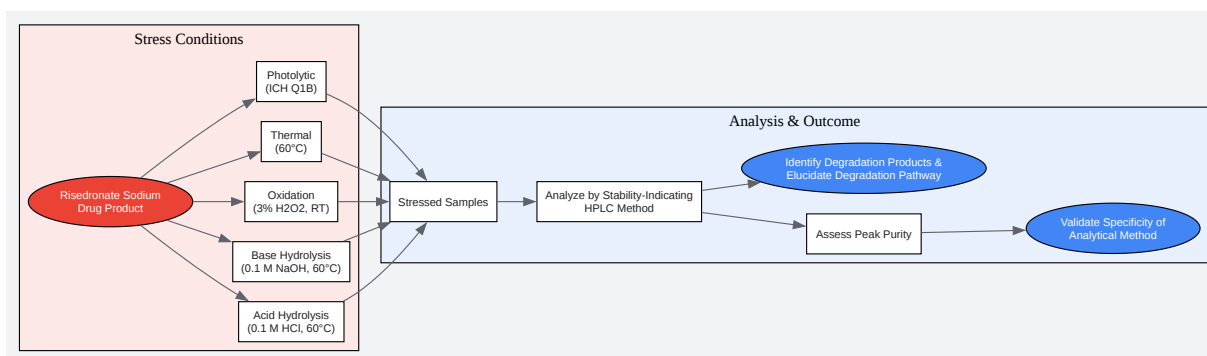 Stress Conditions
Photolytic
(ICH Q1B)
Thermal
(60°C)
Risedronate Sodium
Drug Product
Oxidation
(3% H2O2, RT)
Base Hydrolysis
(0.1 M NaOH, 60°C)
Acid Hydrolysis
(0.1 M HCl, 60°C)
Analysis & Outcome
Stressed Samples
Analyze by Stability-Indicating
HPLC Method
Identify Degradation Products &
Elucidate Degradation Pathway
Assess Peak Purity
Validate Specificity of
Analytical Method